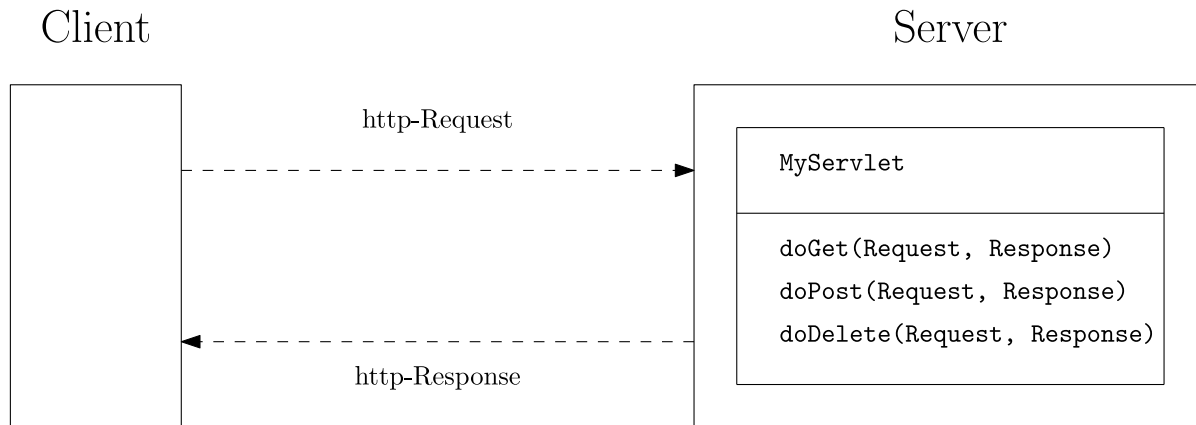 Client
Server
http-Request
MyServlet
doGet(Request, Response)
doPost(Request, Response)
doDelete(Request, Response)
http-Response